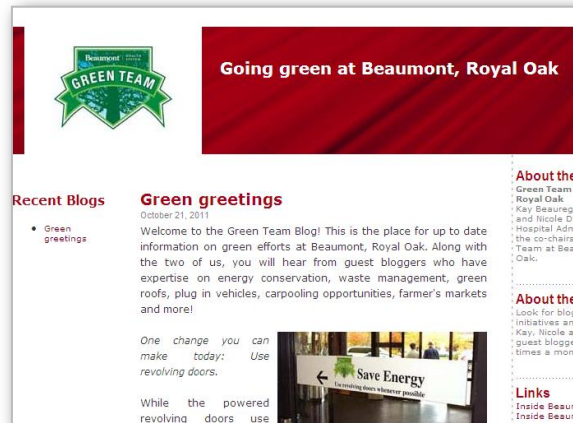 Beaumont HEALTH SYSTEM
GREEN TEAM
Going green at Beaumont, Royal Oak
Recent Blogs
Green
greetings
Green greetings
October 21, 2011
Welcome to the Green Team Blog! This is the place for up to date
information on green efforts at Beaumont, Royal Oak. Along with
the two of us, you will hear from guest bloggers who have
expertise on energy conservation, waste management, green
roofs, plug in vehicles, carpooling opportunities, farmer's markets
and more!
One change you can
make today: Use
revolving doors.
While the powered
revolving doors use
Save Energy
Use revolving doors whenever possible
About the
Green Team
Royal Oak
Kay Beaureg
and Nicole D
Hospital Adm
the co-chairs
Team at Bea
Oak.
About the
Look for blog
initiatives an
Kay, Nicole a
guest blogge
times a mon
Links
Inside Beaur
Inside Beaur